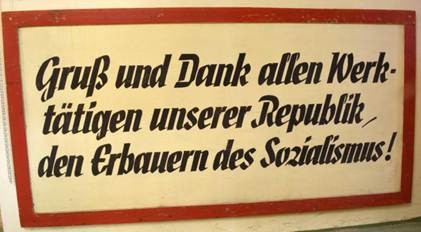 Gruß und Dank allen Werk-
tätigen unserer Republik,
den Erbauern des Sozialismus!